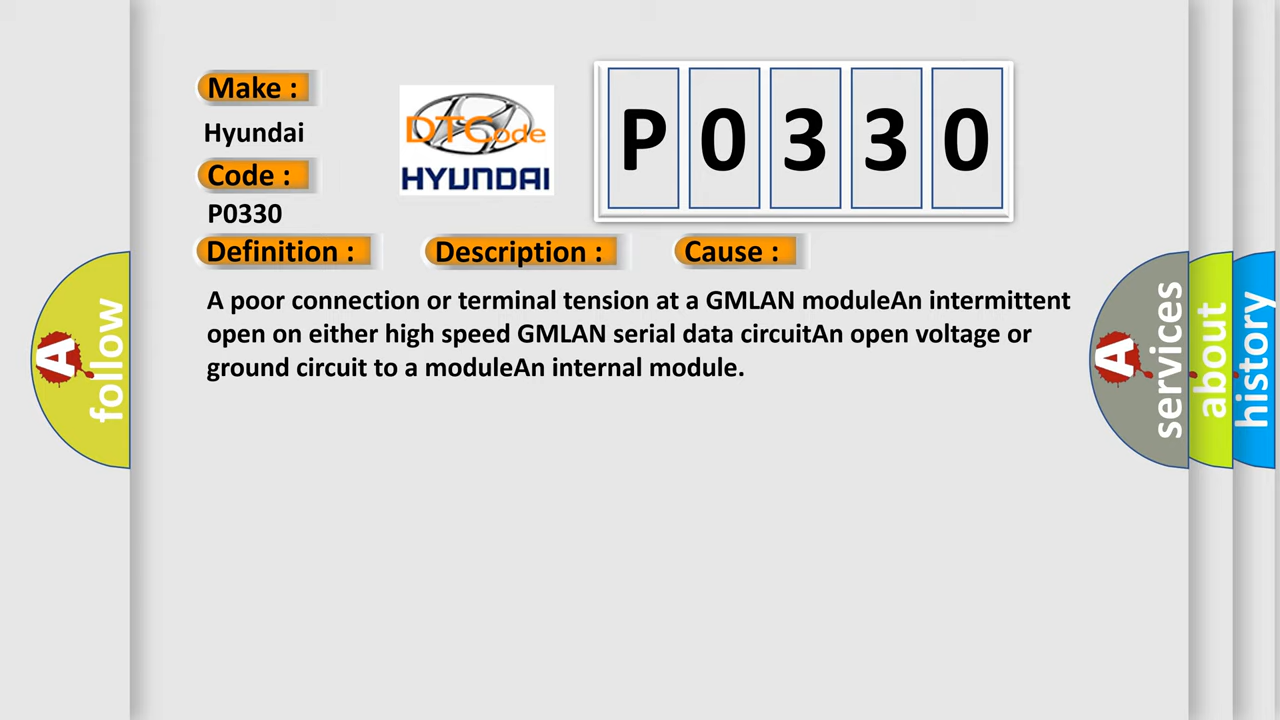 Make :
Hyundai
Code :
P0330
DTCode
HYUNDAI
P0330
Definition :
Description :
Cause :
A poor connection or terminal tension at a GMLAN moduleAn intermittent
open on either high speed GMLAN serial data circuitAn open voltage or
ground circuit to a moduleAn internal module.
A
follow
A
services
about
history